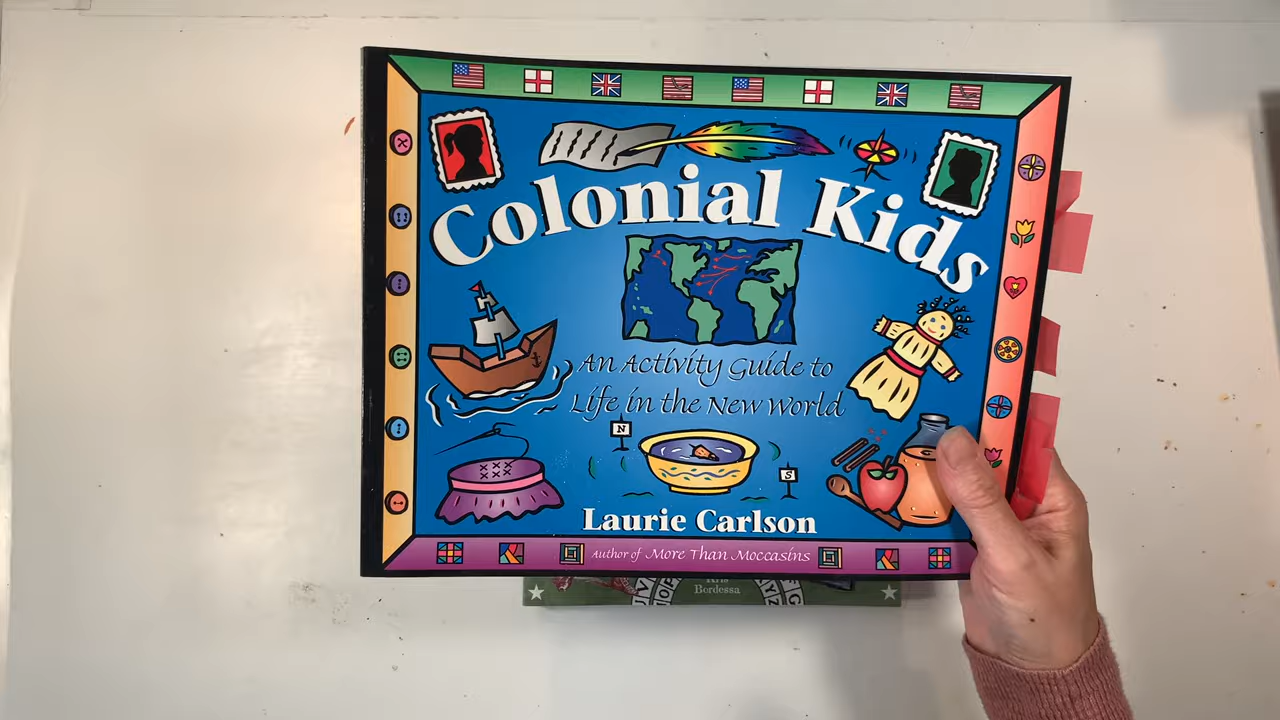 Colonial Kids
An Activity Guide to
Life in the New World
N
S
Laurie Carlson
Author of More Than Moccasins
Kris
Bordessa